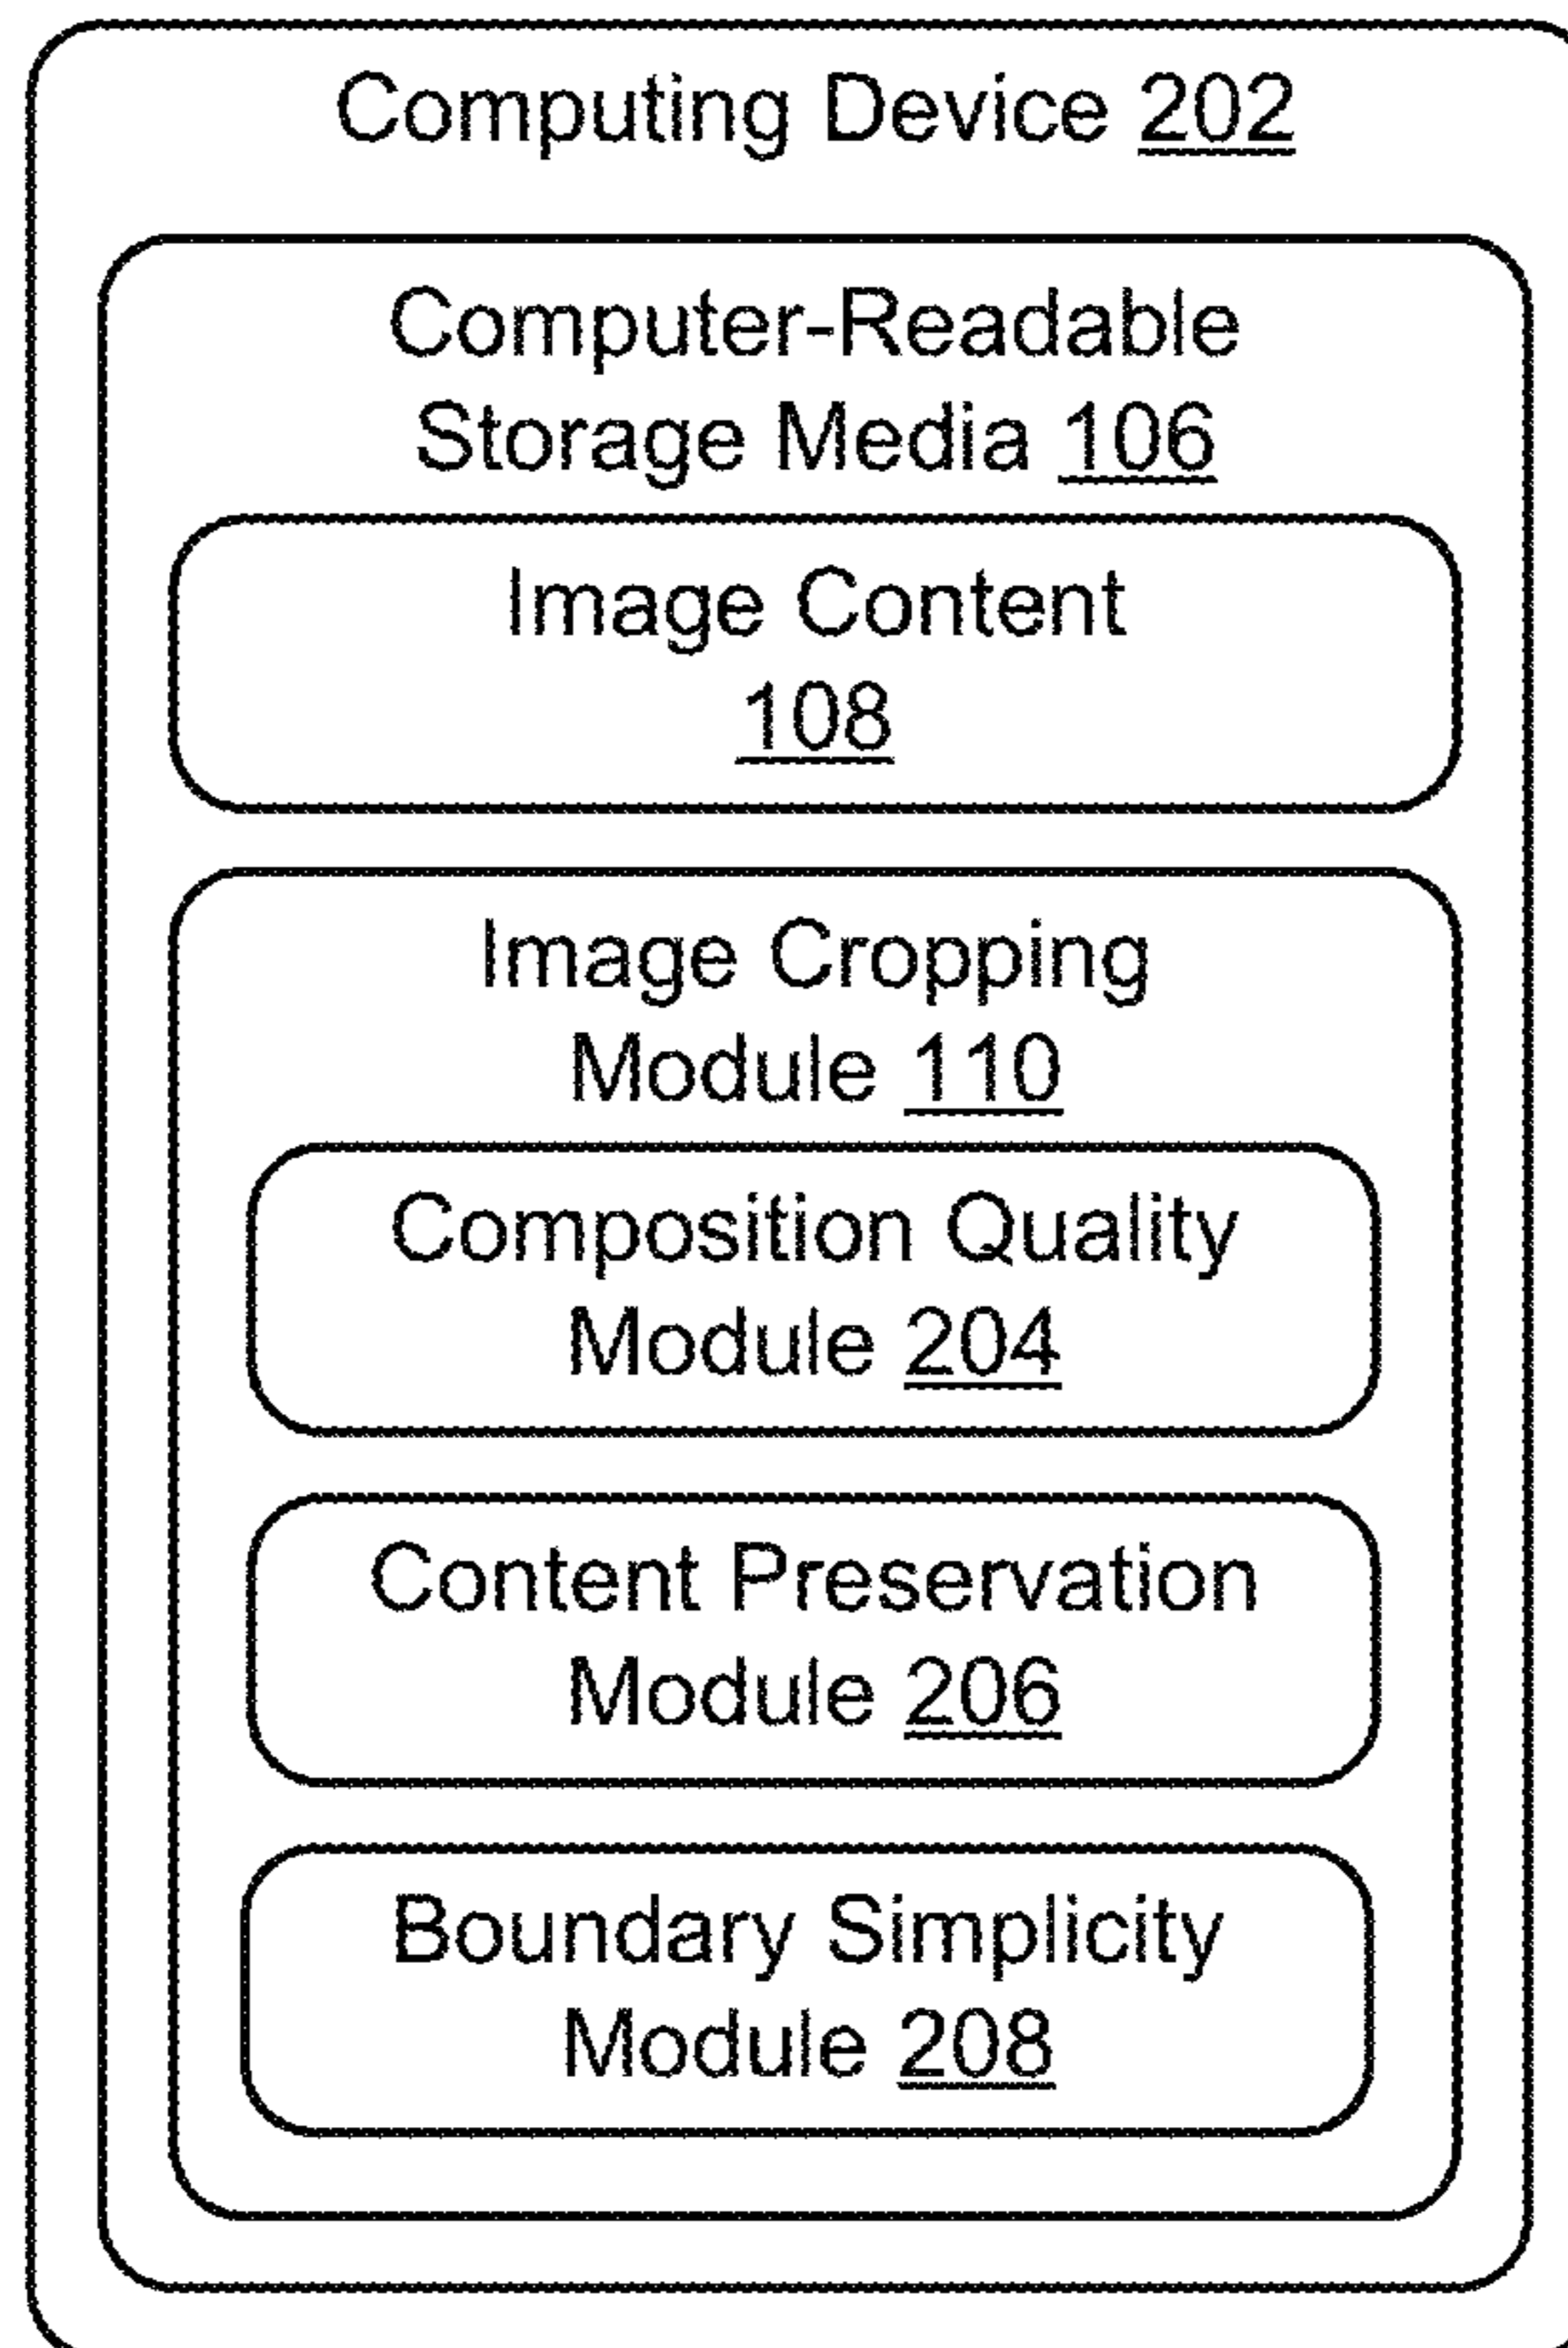 Computing Device 202
Computer-Readable
Storage Media 106
Image Content
108
Image Cropping
Module 110
Composition Quality
Module 204
Content Preservation
Module 206
Boundary Simplicity
Module 208